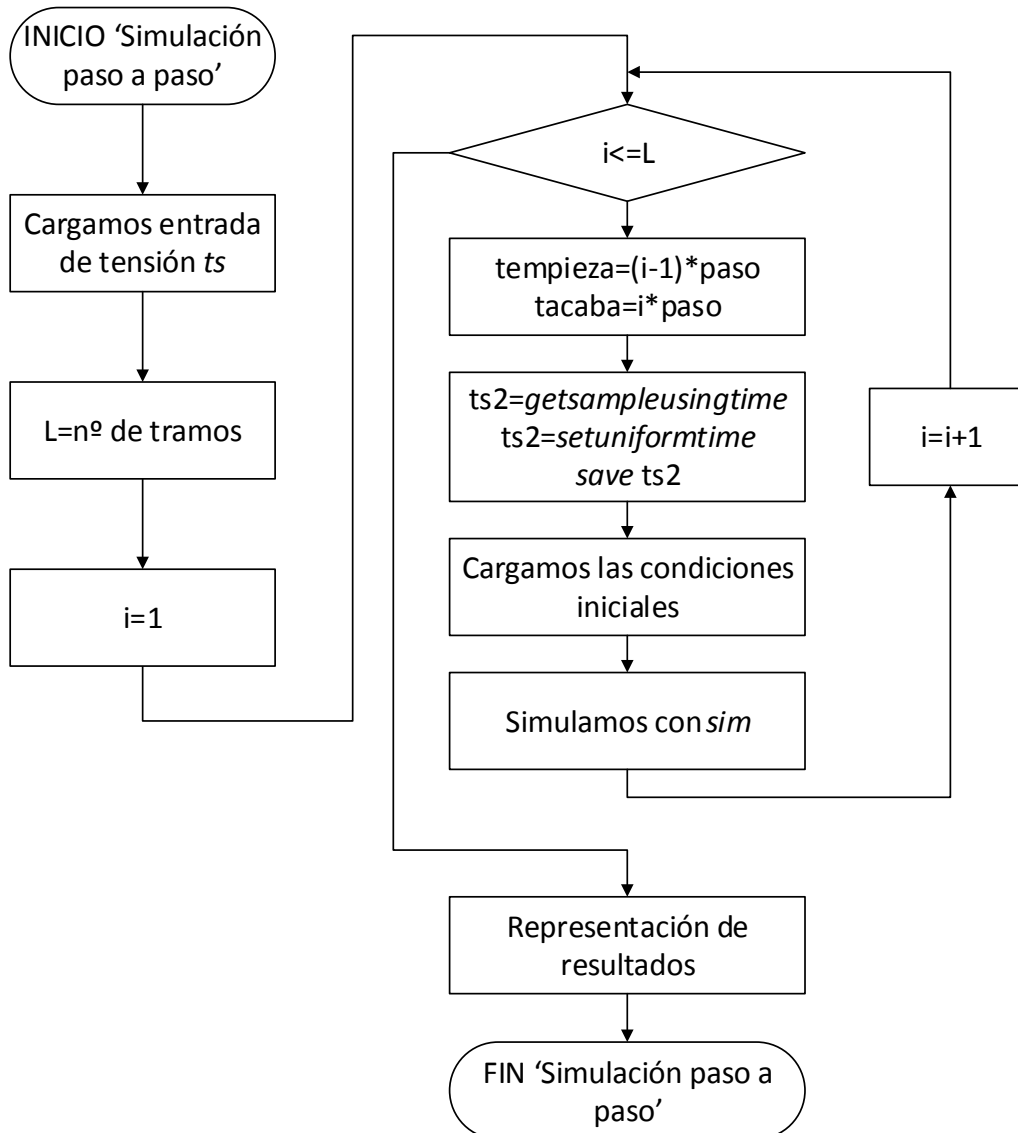 INICIO ‘Simulación
paso a paso’
Cargamos entrada
de tensión ts
L=nº de tramos
i=1
i<=L
tempieza=(i-1)*paso
tacaba=i*paso
ts2=getsampleusingtime
ts2=setuniformtime
save ts2
Cargamos las condiciones
iniciales
Simulamos con sim
i=i+1
Representación de
resultados
FIN ‘Simulación paso a
paso’